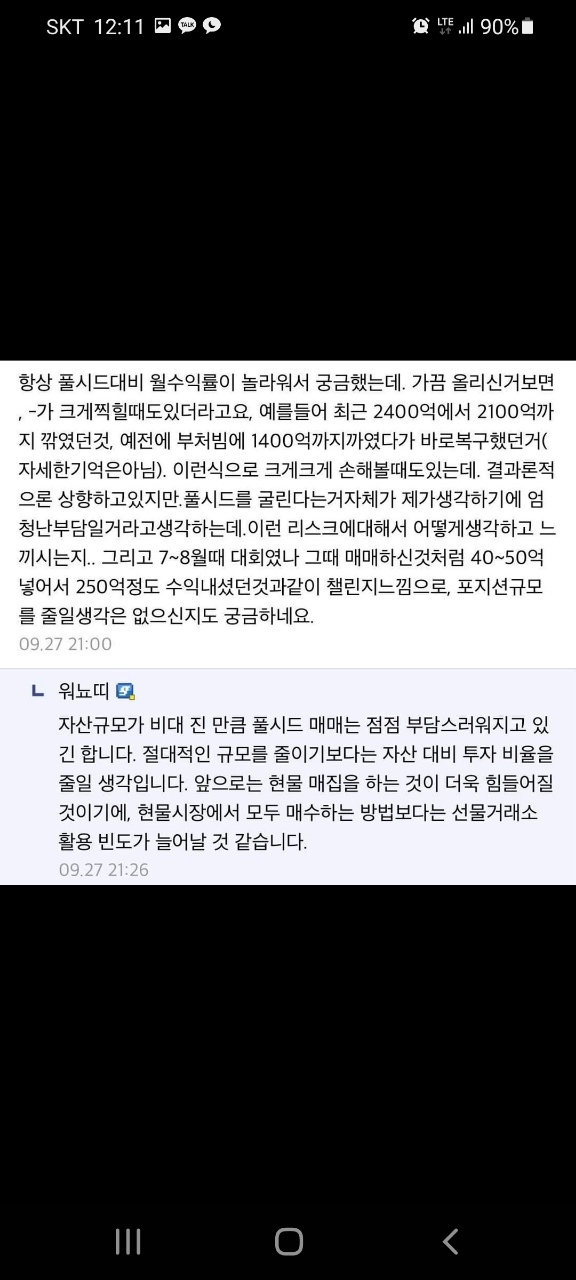 SKT 12:11 TALK LTE 90%
항상 풀시드대비 월수익률이 놀라워서 궁금했는데. 가끔 올리신거보면
, -가 크게찍힐때도있더라고요, 예를들어 최근 2400억에서 2100억까
지 깎였던것, 예전에 부처빔에 1400억까지까였다가 바로복구했던거(
자세한기억은아님). 이런식으로 크게크게 손해볼때도있는데. 결과론적
으론 상향하고있지만.풀시드를 굴린다는거자체가 제가생각하기에 엄
청난부담일거라고생각하는데.이런 리스크에대해서 어떻게생각하고 느
끼시는지.. 그리고 7~8월때 대회였나 그때 매매하신것처럼 40~50억
넣어서 250억정도 수익내셨던것과같이 챌린지느낌으로, 포지션규모
를 줄일생각은 없으신지도 궁금하네요.
09.27 21:00
워뇨띠
자산규모가 비대 진 만큼 풀시드 매매는 점점 부담스러워지고 있
긴 합니다. 절대적인 규모를 줄이기보다는 자산 대비 투자 비율을
줄일 생각입니다. 앞으로는 현물 매집을 하는 것이 더욱 힘들어질
것이기에, 현물시장에서 모두 매수하는 방법보다는 선물거래소
활용 빈도가 늘어날 것 같습니다.
09.27 21:26